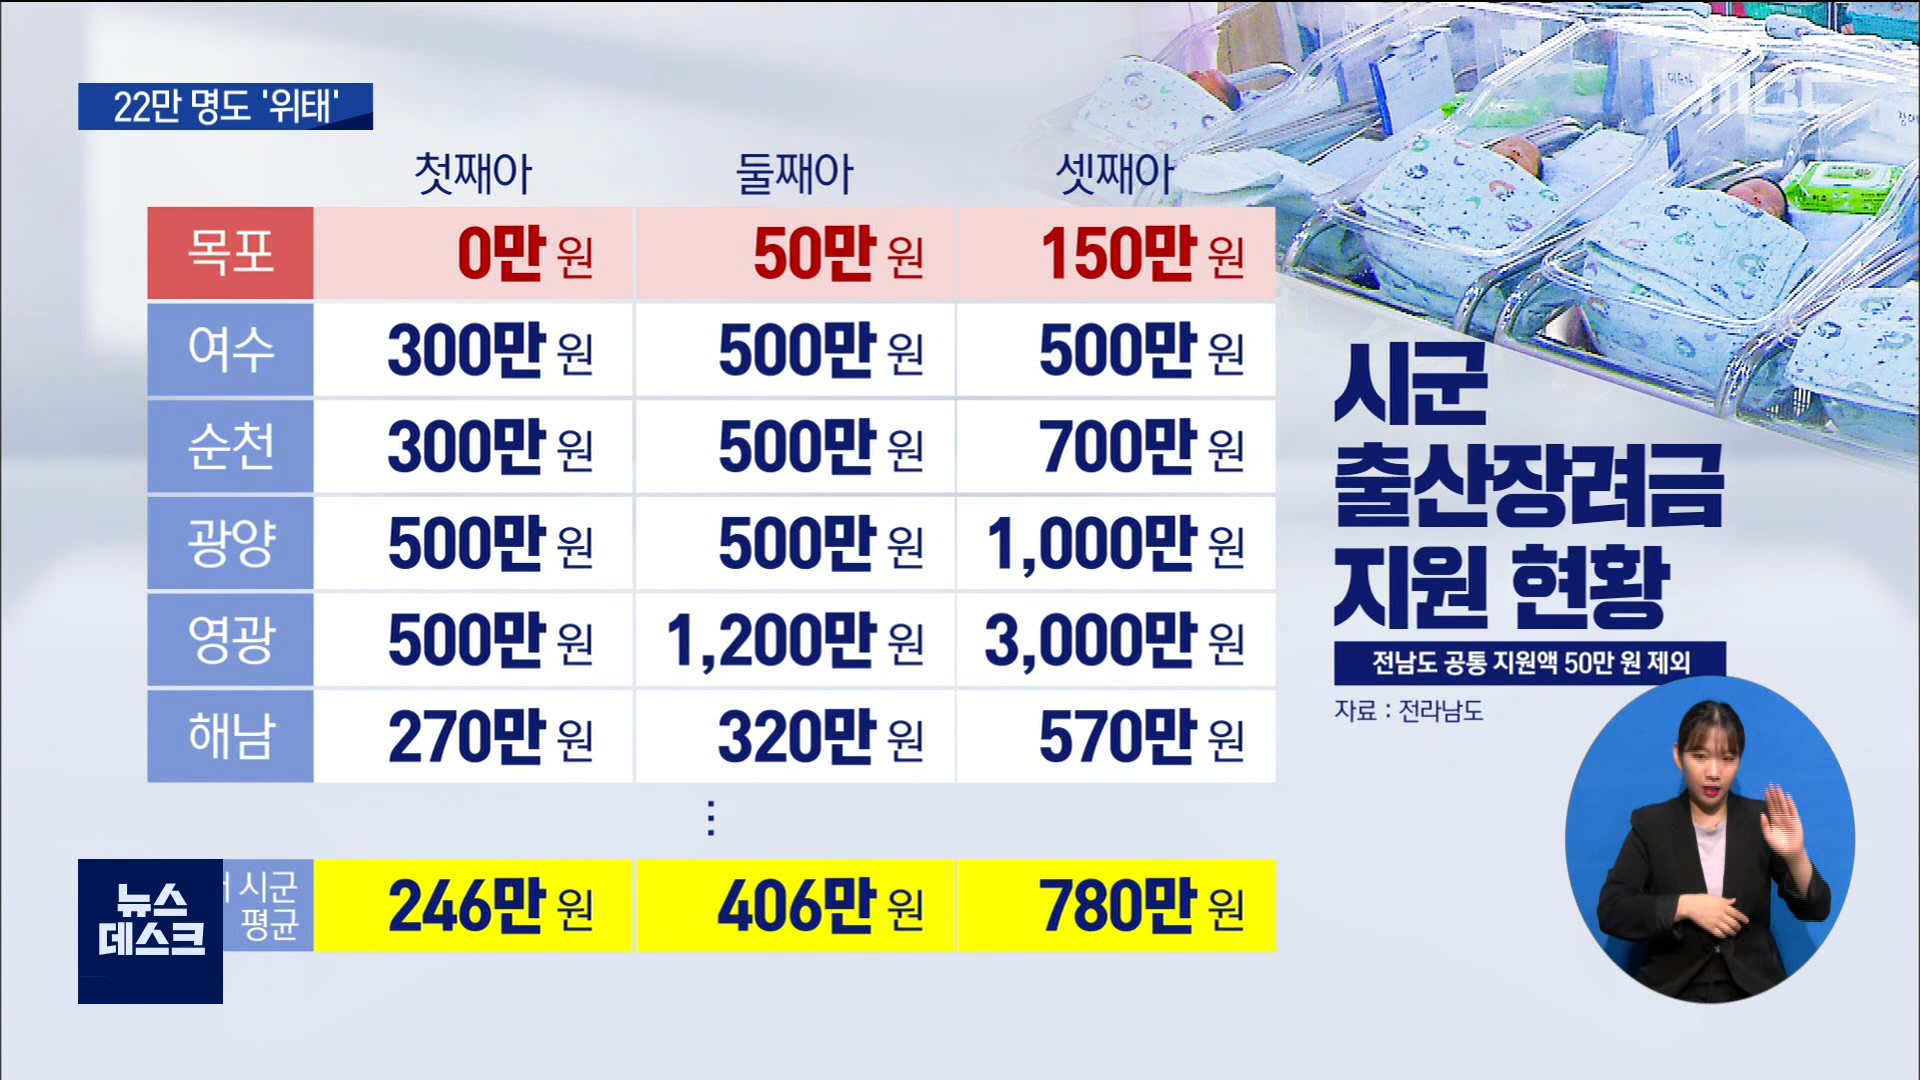 22만 명도 '위태'
첫째아 둘째아 셋째아
목포 0만 원 50만 원 150만 원
여수 300만 원 500만 원 500만 원
순천 300만 원 500만 원 700만 원
광양 500만 원 500만 원 1,000만 원
영광 500만 원 1,200만 원 3,000만 원
해남 270만 원 320만 원 570만 원
⋮
시군
평균 246만 원 406만 원 780만 원
뉴스
데스크
MBC
시군
출산장려금
지원 현황
전남도 공통 지원액 50만 원 제외
자료 : 전라남도